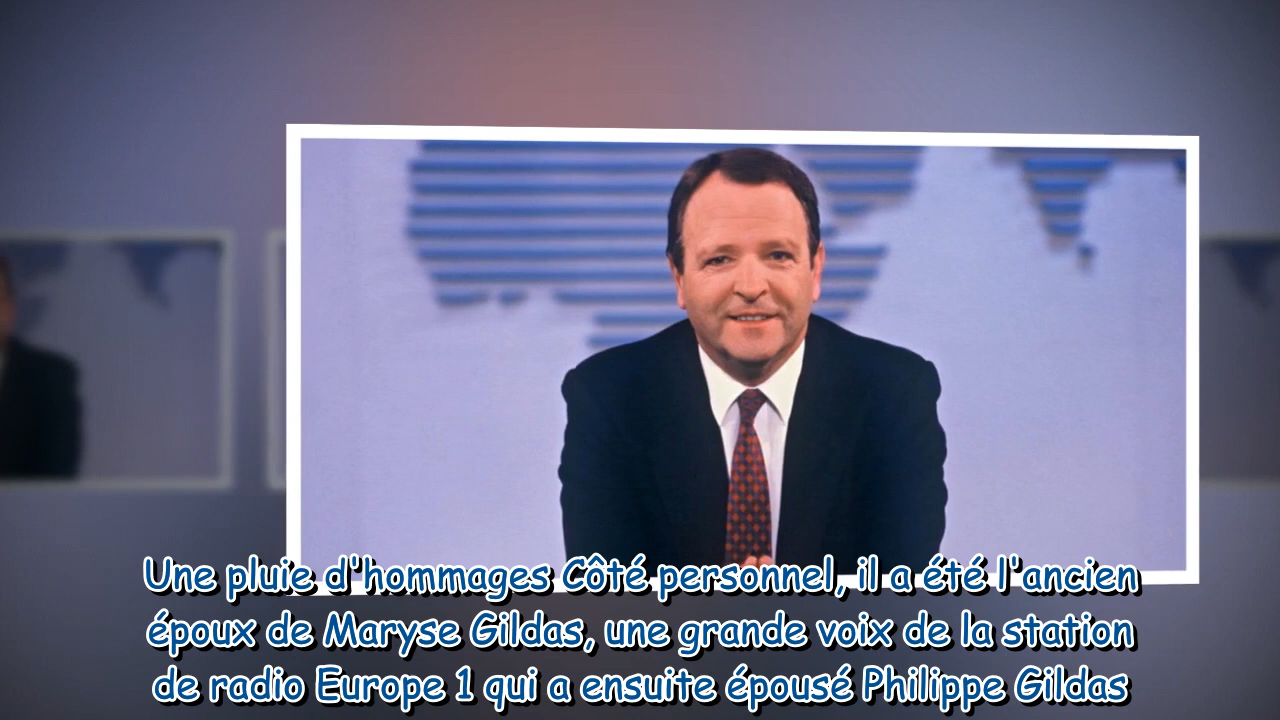 Une pluie d'hommages Côté personnel, il a été l'ancien
époux de Maryse Gildas, une grande voix de la station
de radio Europe 1 qui a ensuite épousé Philippe Gildas